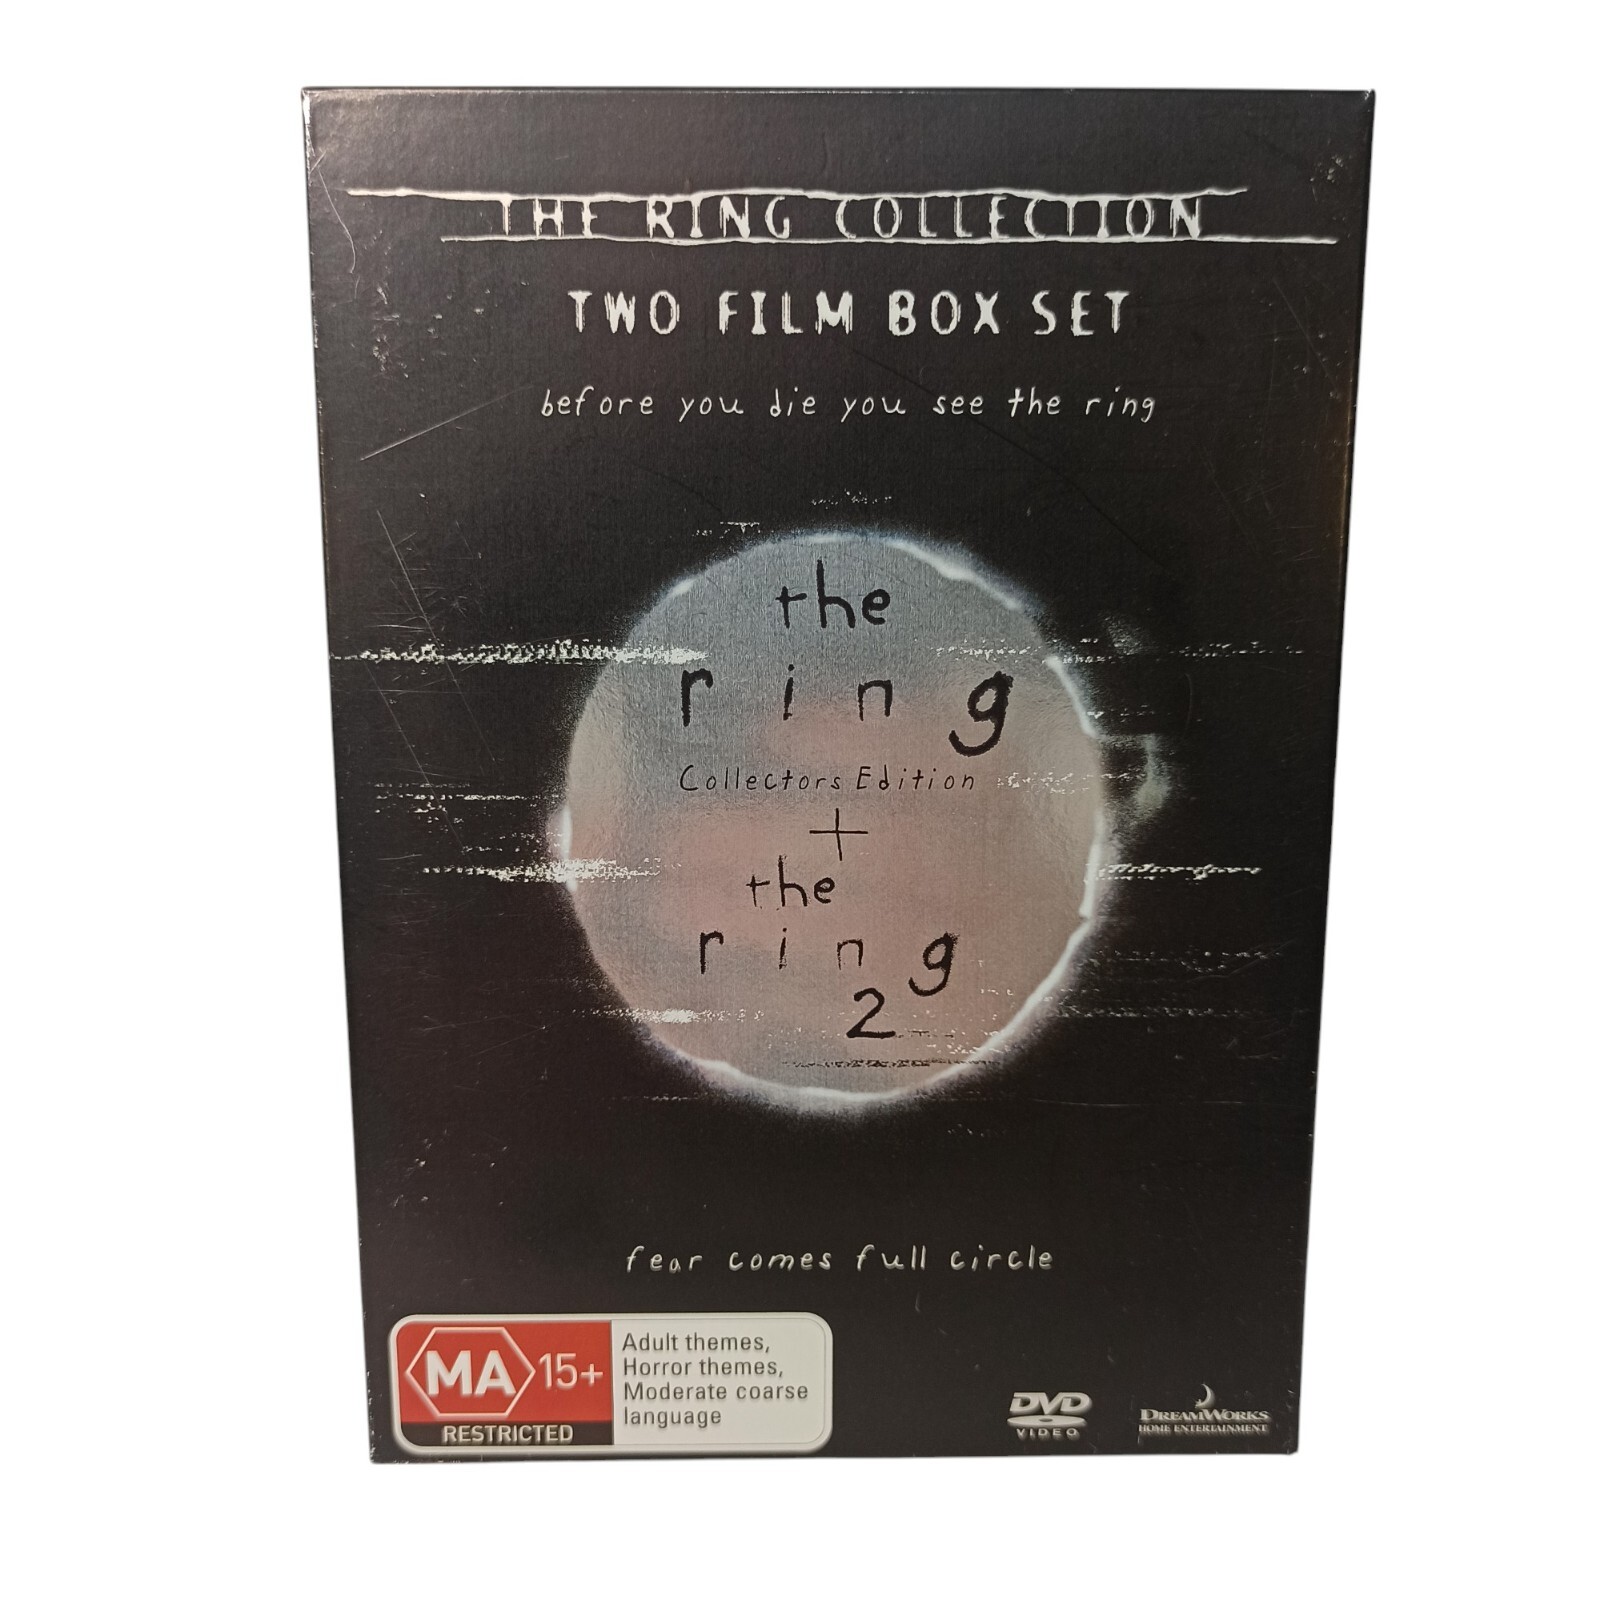 THE RING COLLECTION
TWO FILM BOX SET
before you die you see the ring
the
ring
Collectors Edition
+
the
ring
2
fear comes full circle
MA 15+
RESTRICTED
Adult themes,
Horror themes,
Moderate coarse
language
DVD
VIDEO
DREAMWORKS
HOME ENTERTAINMENT